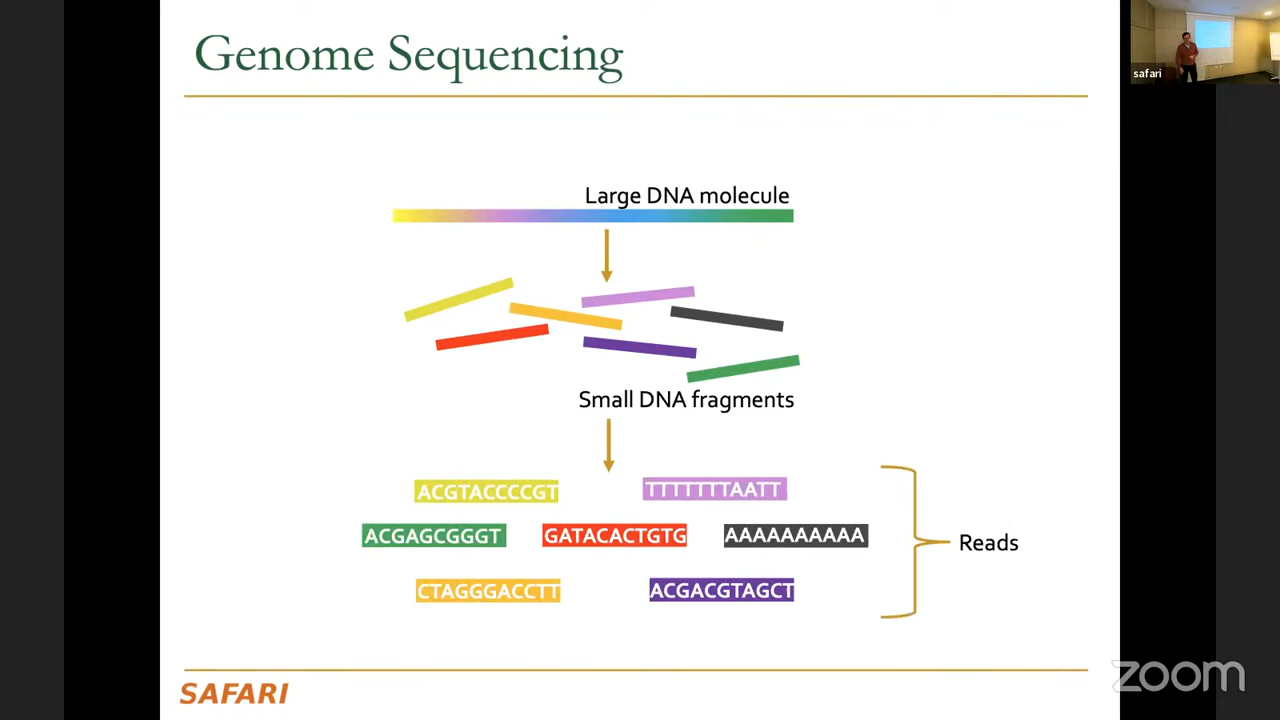 Genome Sequencing
safari
Large DNA molecule
Small DNA fragments
ACGTACCCCGT
TTTTTTTAATT
ACGAGCGGGT
GATACACTGTG
AAAAAAAAAA
Reads
CTAGGGACCTT
ACGACGTAGCT
SAFARI
zoom